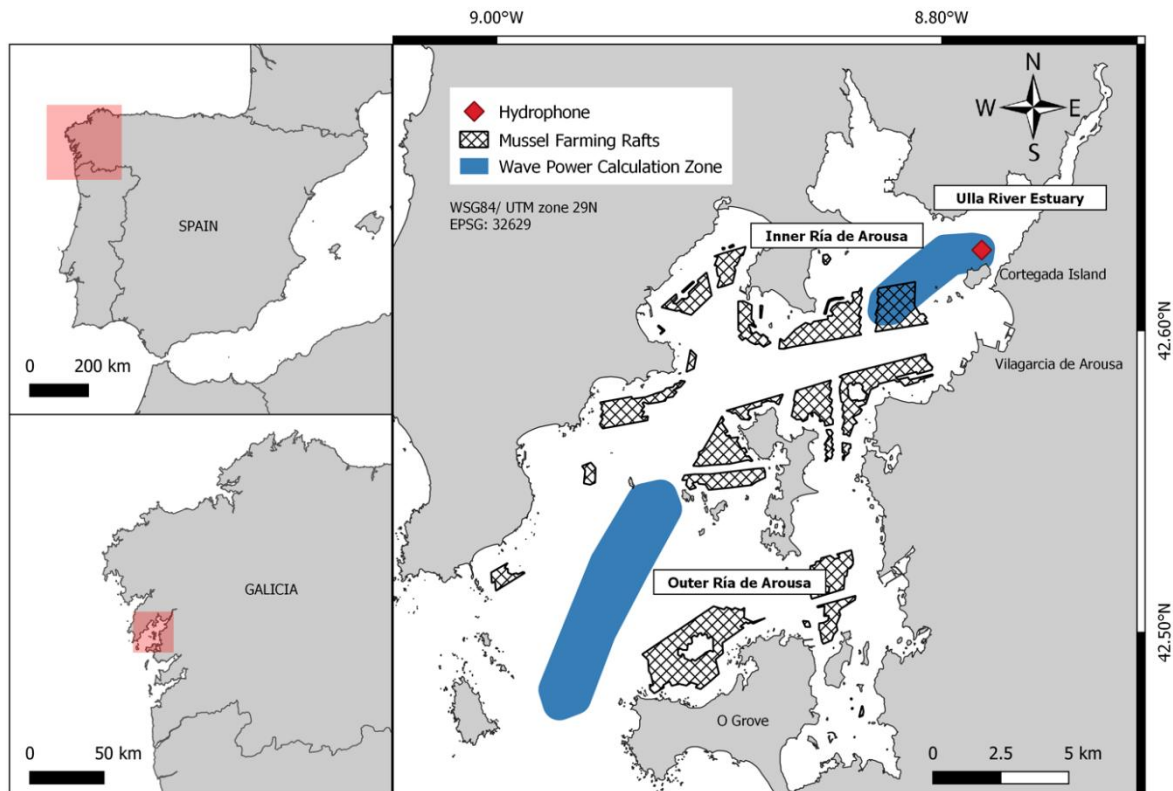 9.00°W
8.80°W
SPAIN
0
200 km
GALICIA
0
50 km
Hydrophone
Mussel Farming Rafts
Wave Power Calculation Zone
WSG84/ UTM zone 29N
EPSG: 32629
N
W
E
S
Ulla River Estuary
Inner Ría de Arousa
Cortegada Island
42.60°N
Vilagarcia de Arousa
Outer Ría de Arousa
42.50°N
O Grove
0
2.5
5 km